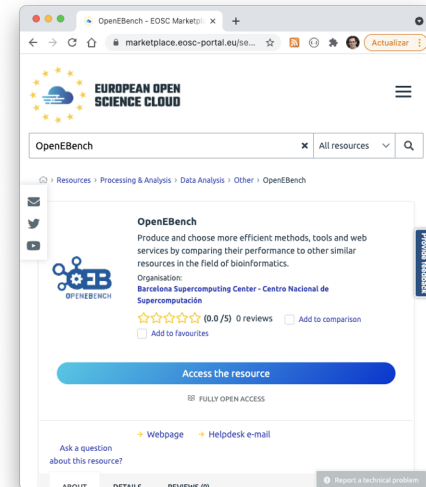 OpenEBench - EOSC Marketpl
marketplace.eosc-portal.eu/se...
Actualizar
EUROPEAN OPEN
SCIENCE CLOUD
OpenEBench
All resources
Resources › Processing & Analysis › Data Analysis › Other › OpenEBench
OpenEBench
Produce and choose more efficient methods, tools and web
services by comparing their performance to other similar
resources in the field of bioinformatics.
Organisation:
Barcelona Supercomputing Center - Centro Nacional de
Supercomputación
OPENEBENCH
(0.0 /5) 0 reviews Add to comparison
Add to favourites
Provide feedback
Access the resource
FULLY OPEN ACCESS
Webpage Helpdesk e-mail
Ask a question
about this resource?
ABOUT DETAILS REVIEWS (0)
Report a technical problem